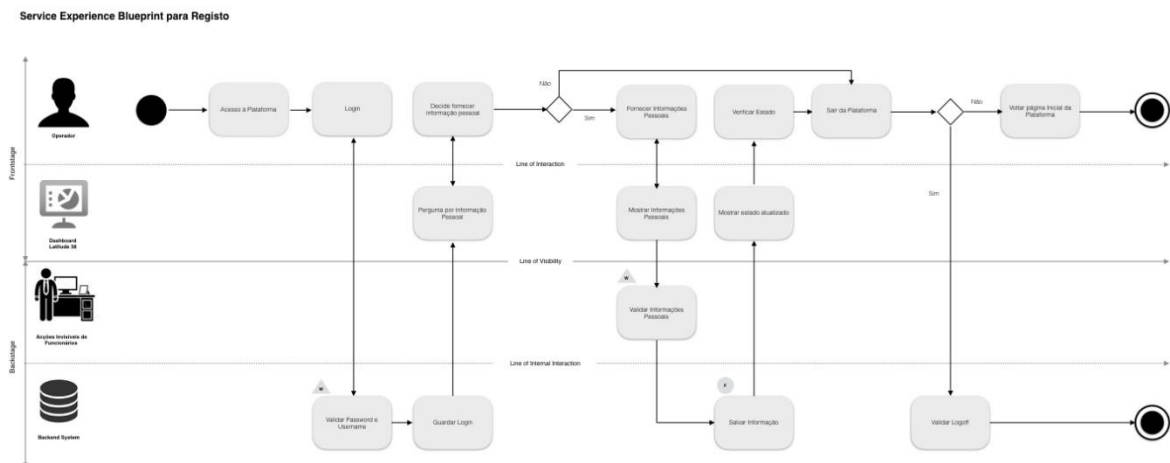 Service Experience Blueprint para Registo
Frontstage
Backstage
Operador
Acesso à Plataforma
Login
Decide fornecer
informação pessoal
Não
Sim
Fornecer Informações
Pessoais
Verificar Estado
Sair da Plataforma
Não
Sim
Voltar página inicial da
Plataforma
Line of Interaction
Dashboard
Latitude 38
Pergunta por Informação
Pessoal
Mostrar Informações
Pessoais
Mostrar estado atualizado
Line of Visibility
Acções Invisíveis de
Funcionários
W
Validar Informações
Pessoais
Line of Internal Interaction
Backend System
W
Validar Password e
Username
Guardar Login
F
Salvar Informação
Validar Logoff